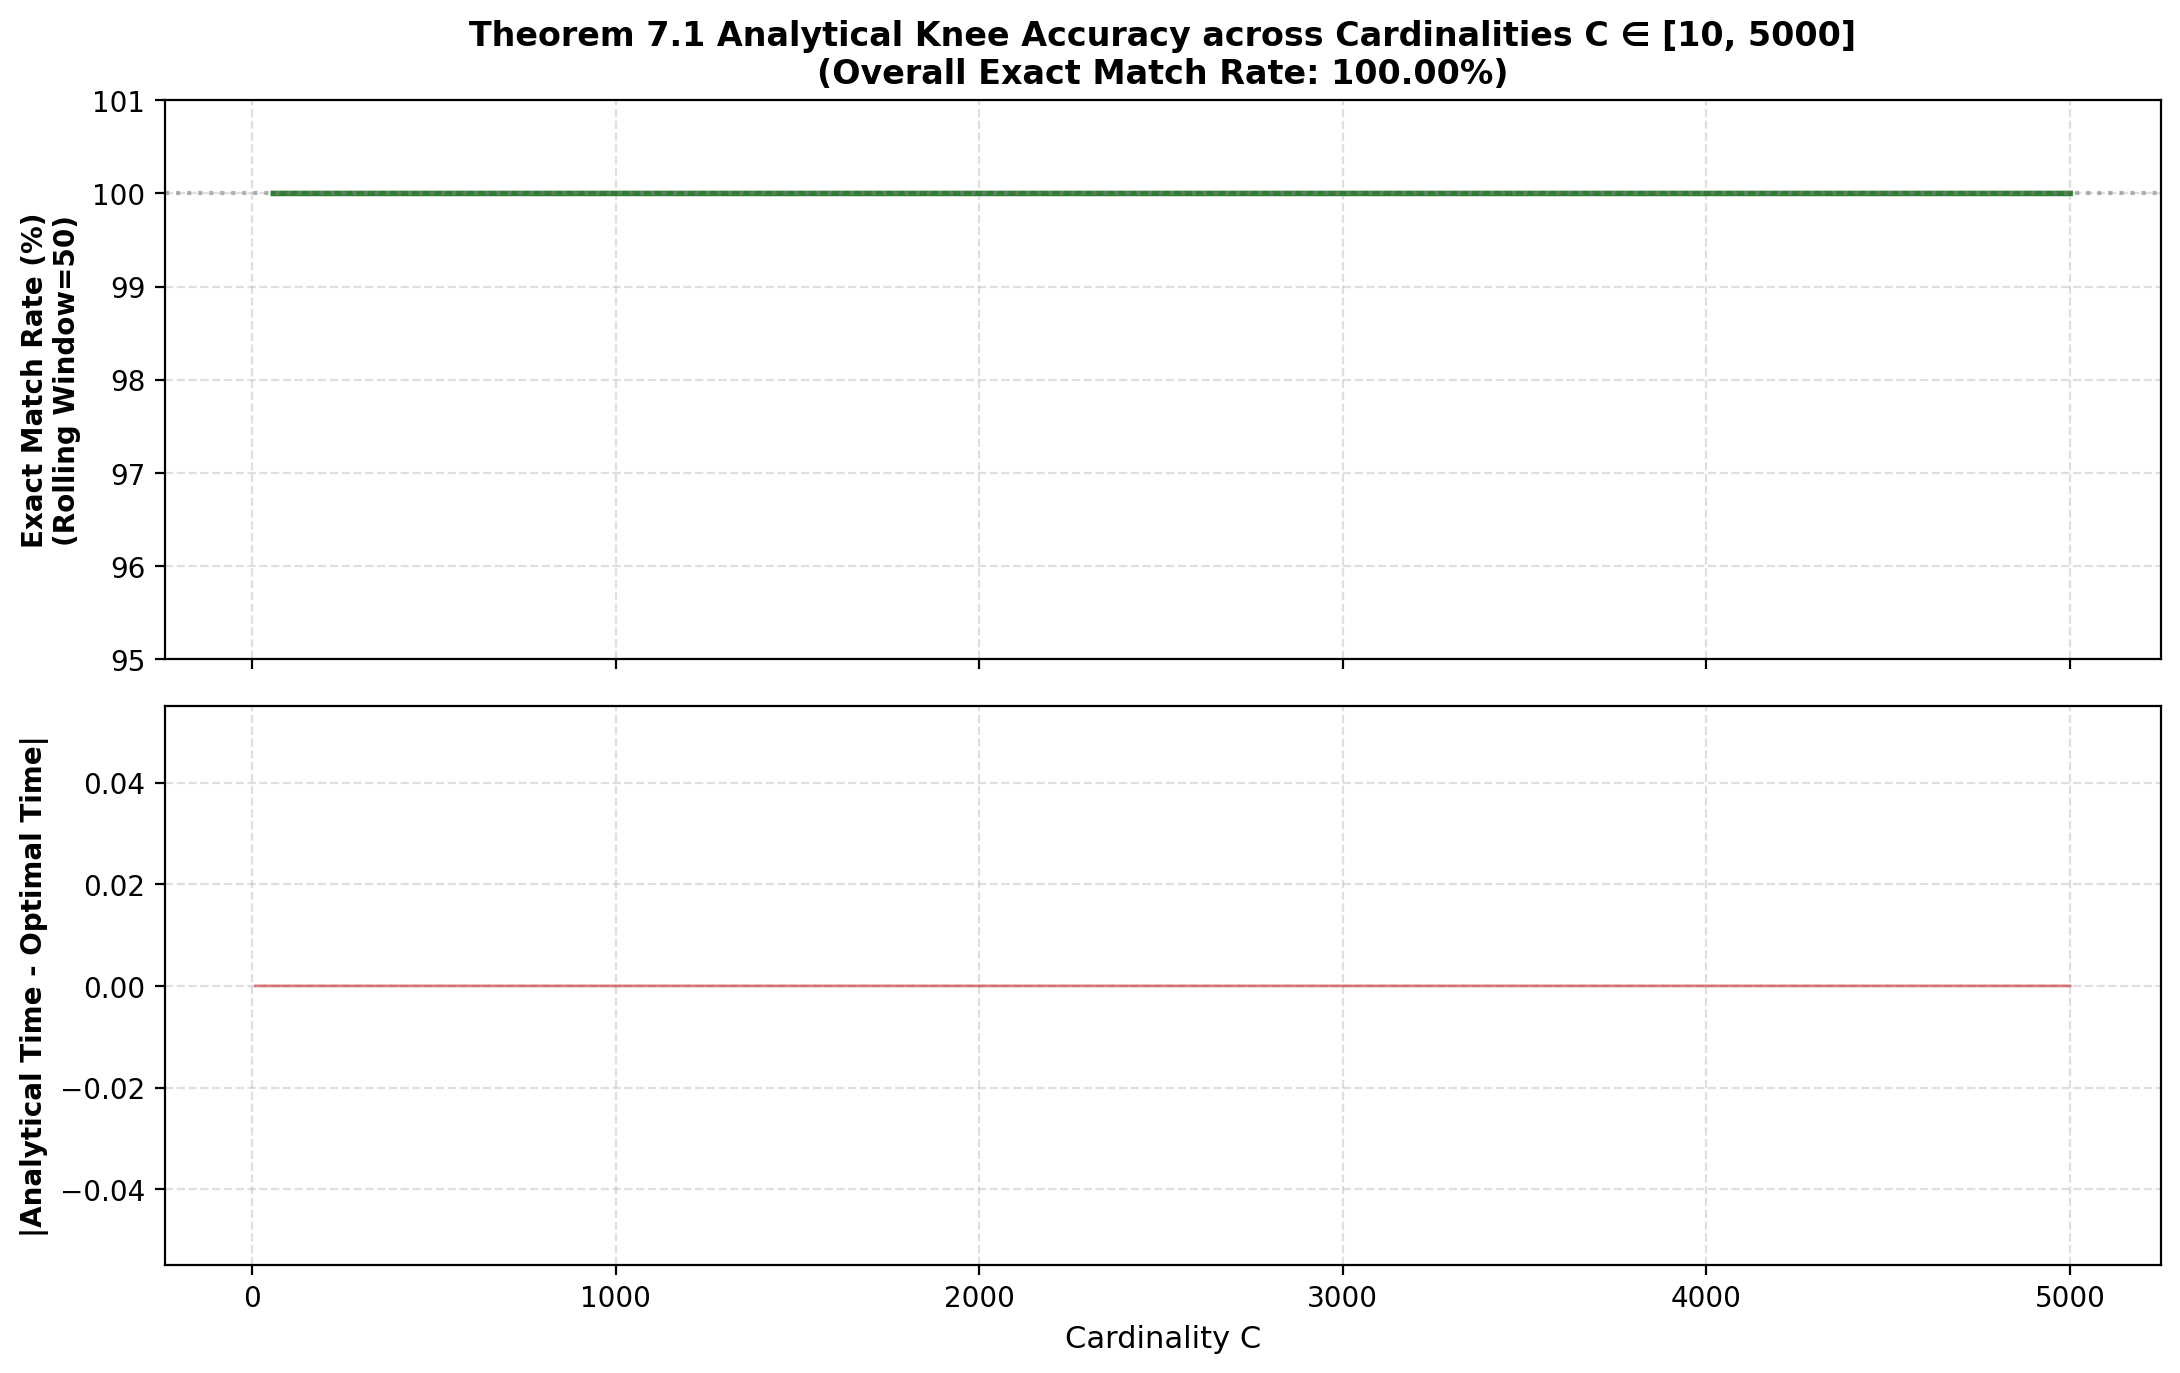 Theorem 7.1 Analytical Knee Accuracy across Cardinalities C ∈ [10, 5000]
(Overall Exact Match Rate: 100.00%)
Exact Match Rate (%)
(Rolling Window=50)
101
100
99
98
97
96
95
|Analytical Time - Optimal Time|
0.04
0.02
0.00
−0.02
−0.04
0 1000 2000 3000 4000 5000
Cardinality C